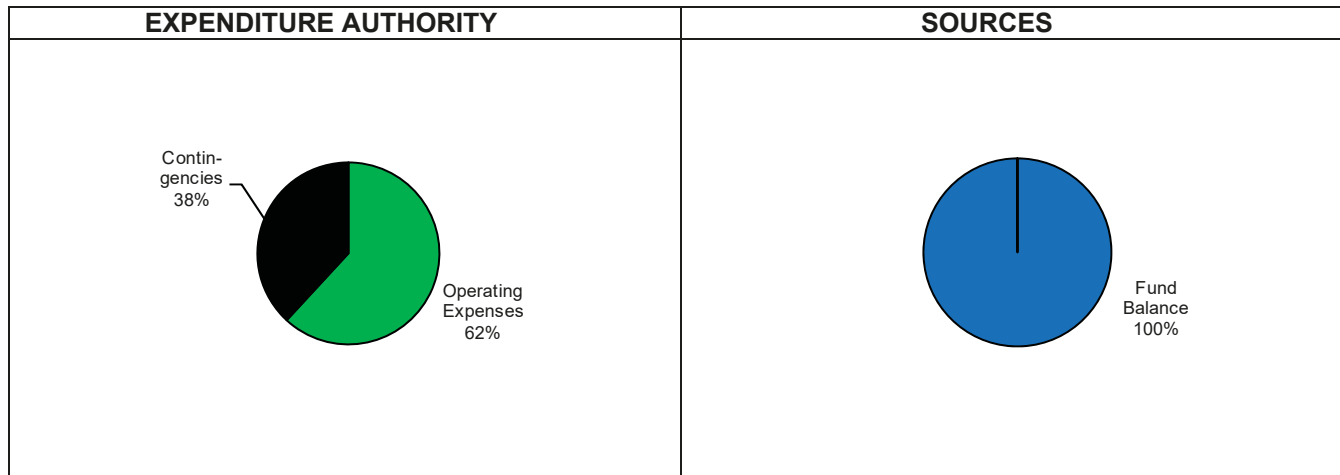 EXPENDITURE AUTHORITY
SOURCES
Contin-
gencies
38%
Operating
Expenses
62%
Fund
Balance
100%